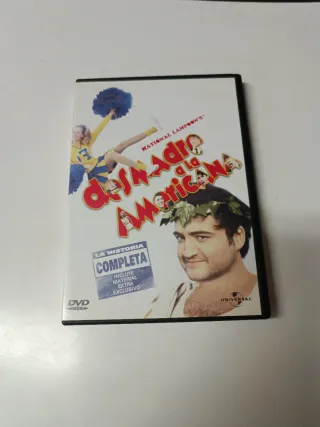 NATIONAL LAMPOON'S
desmadre
a la
AmericanA
LA HISTORIA
COMPLETA
INCLUYE
MATERIAL
EXTRA
EXCLUSIVO
DVD
UNIVERSAL